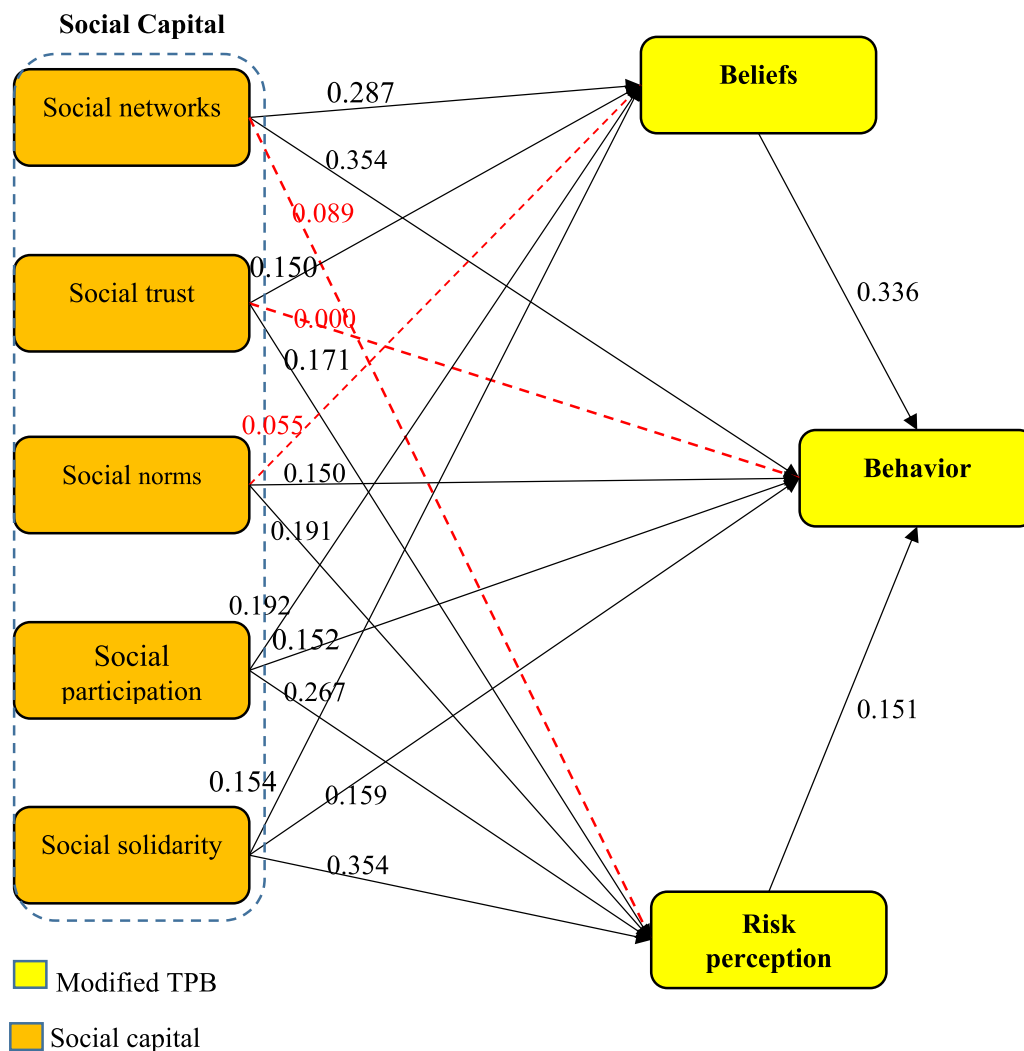 Social Capital
Beliefs
Social networks
0.287
0.354
0.089
0.150
Social trust
0.336
0.000
0.171
0.055
Social norms
0.150
Behavior
0.191
0.192
0.152
Social
participation
0.267
0.151
0.154
0.159
Social solidarity
0.354
Risk
perception
Modified TPB
Social capital